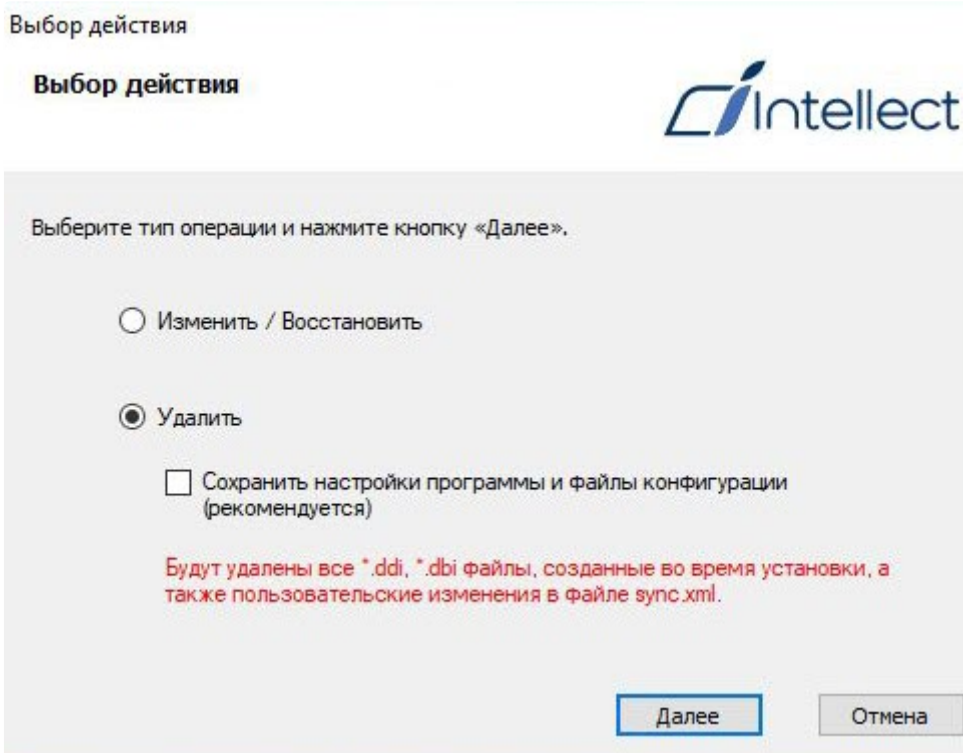 Выбор действия
Выбор действия
Intellect
Выберите тип операции и нажмите кнопку «Далее».
Изменить / Восстановить
Удалить
Сохранить настройки программы и файлы конфигурации
(рекомендуется)
Будут удалены все *.ddi, *.dbi файлы, созданные во время установки, а
также пользовательские изменения в файле sync.xml.
Далее
Отмена